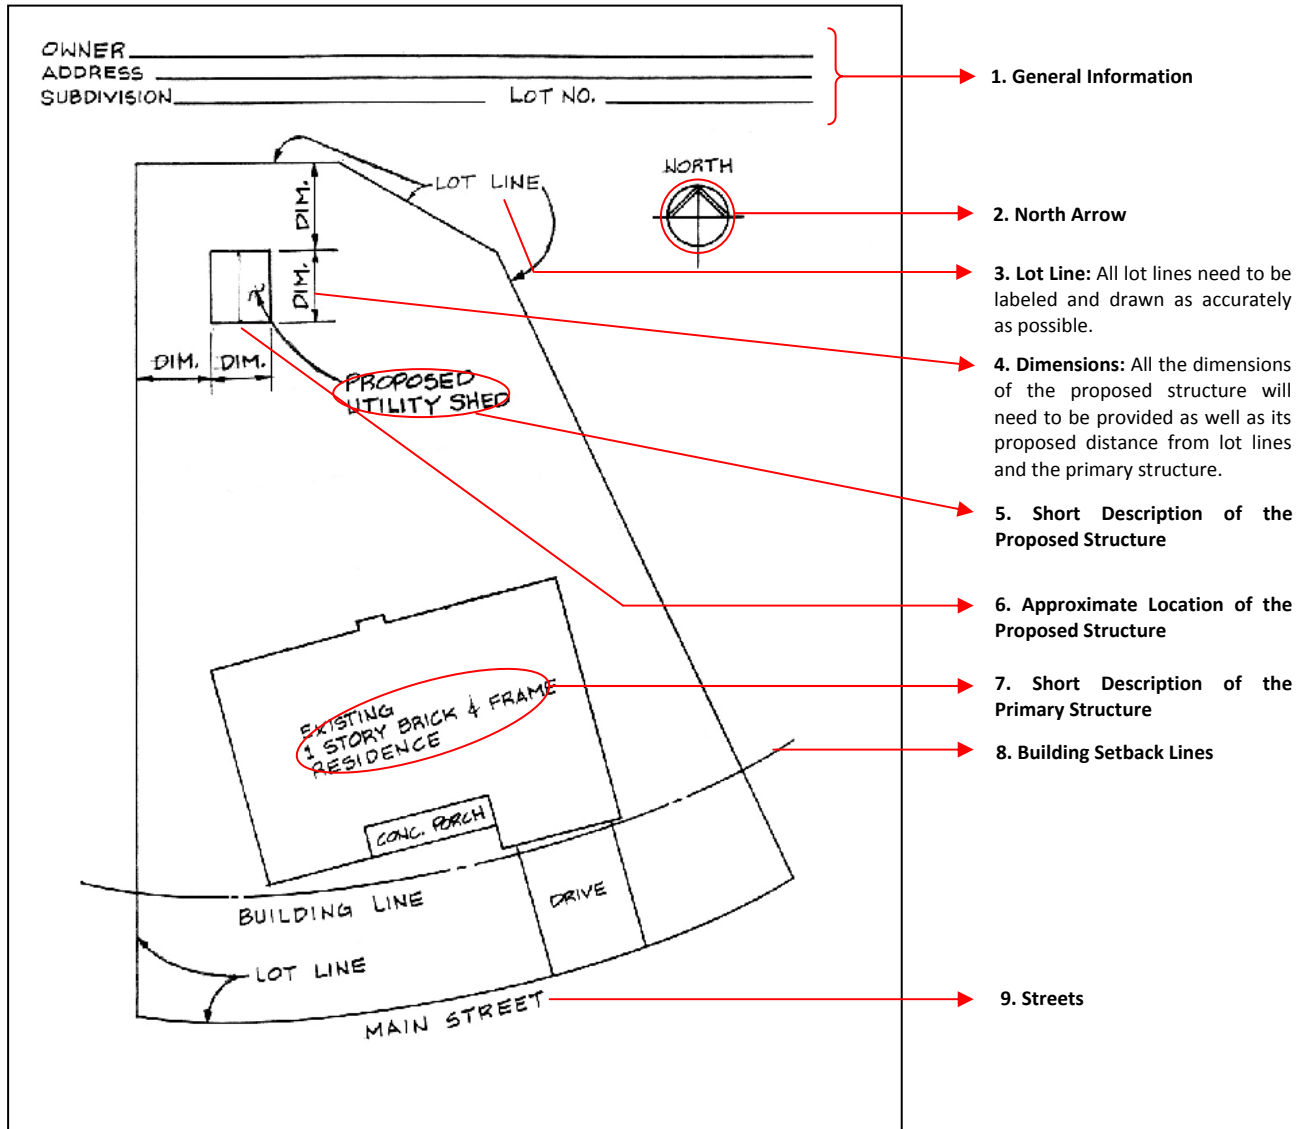 OWNER
ADDRESS
SUBDIVISION LOT NO.
1. General Information
NORTH
LOT LINE
DIM.
2. North Arrow
DIM.
3. Lot Line: All lot lines need to be
labeled and drawn as accurately
as possible.
DIM. DIM.
4. Dimensions: All the dimensions
of the proposed structure will
need to be provided as well as its
proposed distance from lot lines
and the primary structure.
PROPOSED
UTILITY SHED
5. Short Description of the
Proposed Structure
6. Approximate Location of the
Proposed Structure
EXISTING
1 STORY BRICK & FRAME
RESIDENCE
7. Short Description of the
Primary Structure
8. Building Setback Lines
CONC. PORCH
BUILDING LINE
DRIVE
LOT LINE
MAIN STREET
9. Streets